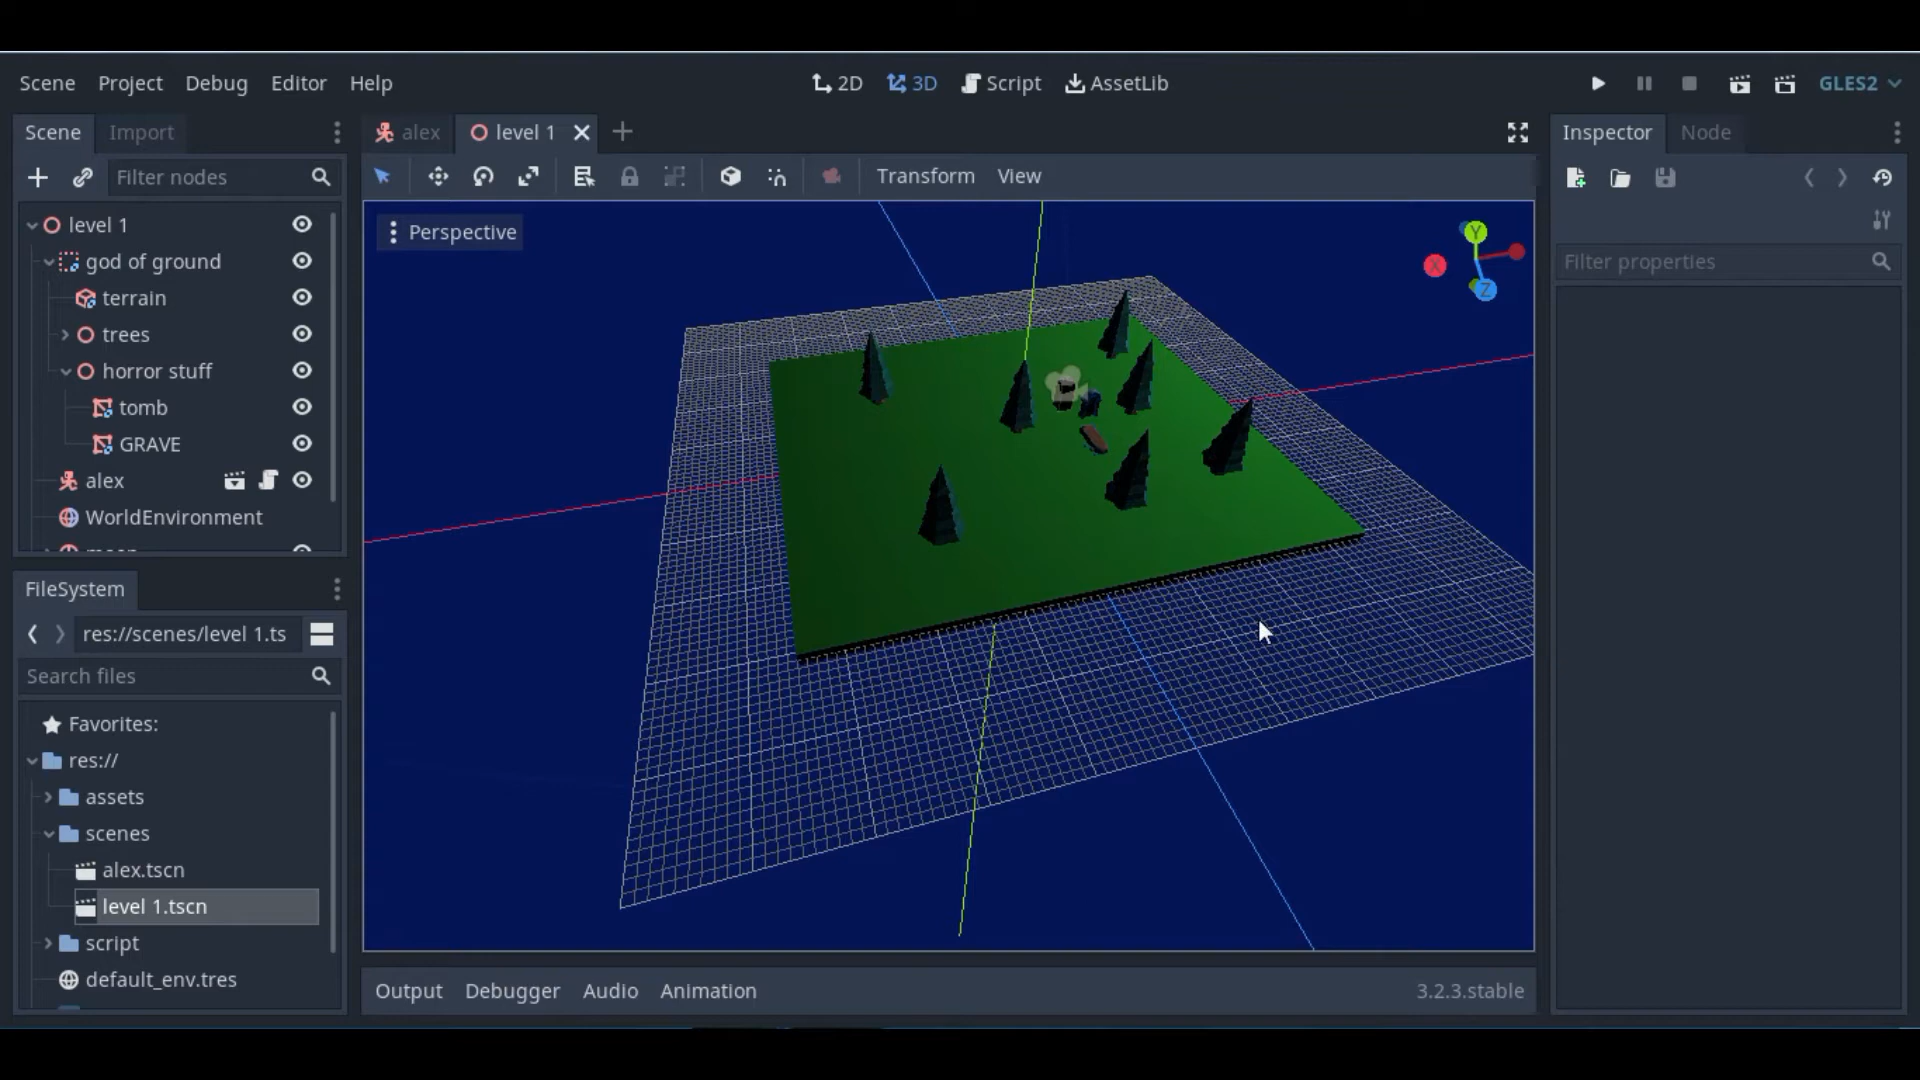 Scene Project Debug Editor Help
2D 3D Script AssetLib
GLES2
Scene Import
Filter nodes
level 1
god of ground
terrain
trees
horror stuff
tomb
GRAVE
alex
WorldEnvironment
FileSystem
res://scenes/level 1.ts
Search files
Favorites:
res://
assets
scenes
alex.tscn
level 1.tscn
script
default_env.tres
alex level 1
Transform View
Perspective
Y
X
Z
Output Debugger Audio Animation 3.2.3.stable
Inspector Node
Filter properties